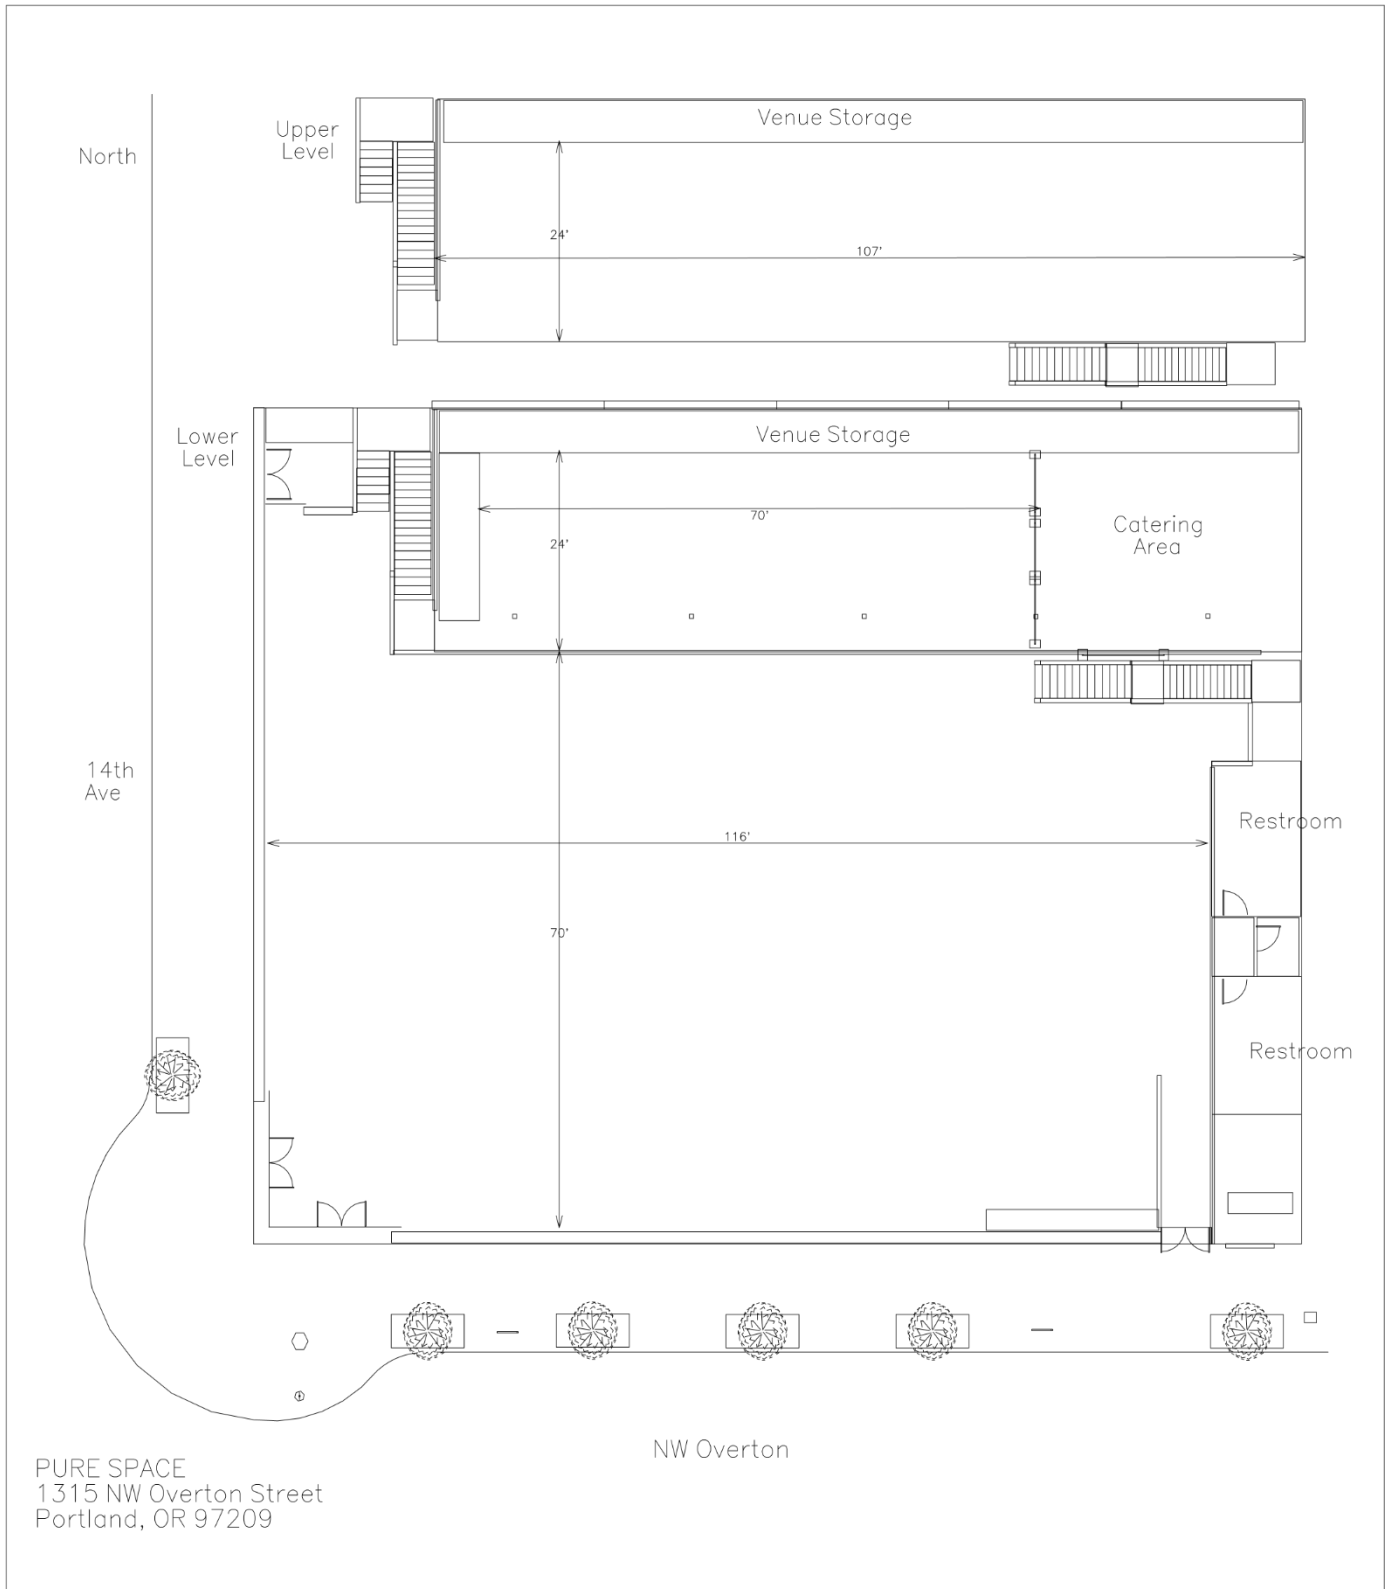 Venue Storage
Upper
Level
North
24'
107'
Lower
Level
Venue Storage
70'
24'
Catering
Area
14th
Ave
116'
Restroom
70'
Restroom
NW Overton
PURE SPACE
1315 NW Overton Street
Portland, OR 97209